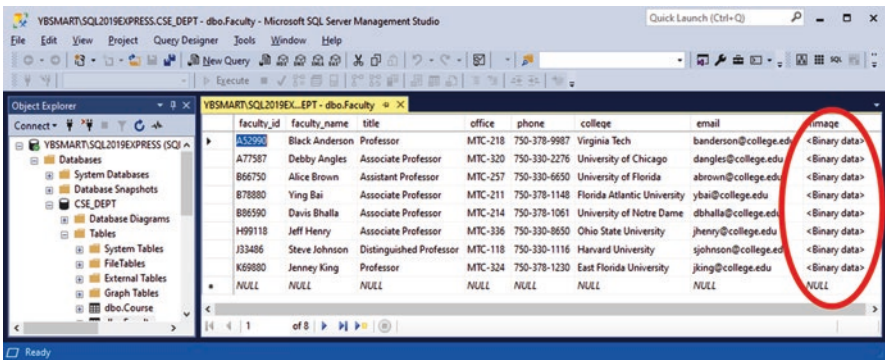 YBSMART\SQL2019EXPRESS.CSE_DEPT - dbo.Faculty - Microsoft SQL Server Management Studio
Quick Launch (Ctrl+Q)
File Edit View Project Query Designer Tools Window Help
New Query
Execute
Object Explorer
YBSMART\SQL2019EX...EPT - dbo.Faculty
Connect
YBSMART\SQL2019EXPRESS (SQL
Databases
System Databases
Database Snapshots
CSE_DEPT
Database Diagrams
Tables
System Tables
FileTables
External Tables
Graph Tables
dbo.Course
faculty_id faculty_name title office phone college email fimage
A52990 Black Anderson Professor MTC-218 750-378-9987 Virginia Tech banderson@college.edu <Binary data>
A77587 Debby Angles Associate Professor MTC-320 750-330-2276 University of Chicago dangles@college.edu <Binary data>
B66750 Alice Brown Assistant Professor MTC-257 750-330-6650 University of Florida abrown@college.edu <Binary data>
B78880 Ying Bai Associate Professor MTC-211 750-378-1148 Florida Atlantic University ybai@college.edu <Binary data>
B86590 Davis Bhalla Associate Professor MTC-214 750-378-1061 University of Notre Dame dbhalla@college.edu <Binary data>
H99118 Jeff Henry Associate Professor MTC-336 750-330-8650 Ohio State University jhenry@college.edu <Binary data>
J33486 Steve Johnson Distinguished Professor MTC-118 750-330-1116 Harvard University sjohnson@college.edu <Binary data>
K69880 Jenney King Professor MTC-324 750-378-1230 East Florida University jking@college.edu <Binary data>
NULL NULL NULL NULL NULL NULL NULL NULL
1 of 8
Ready